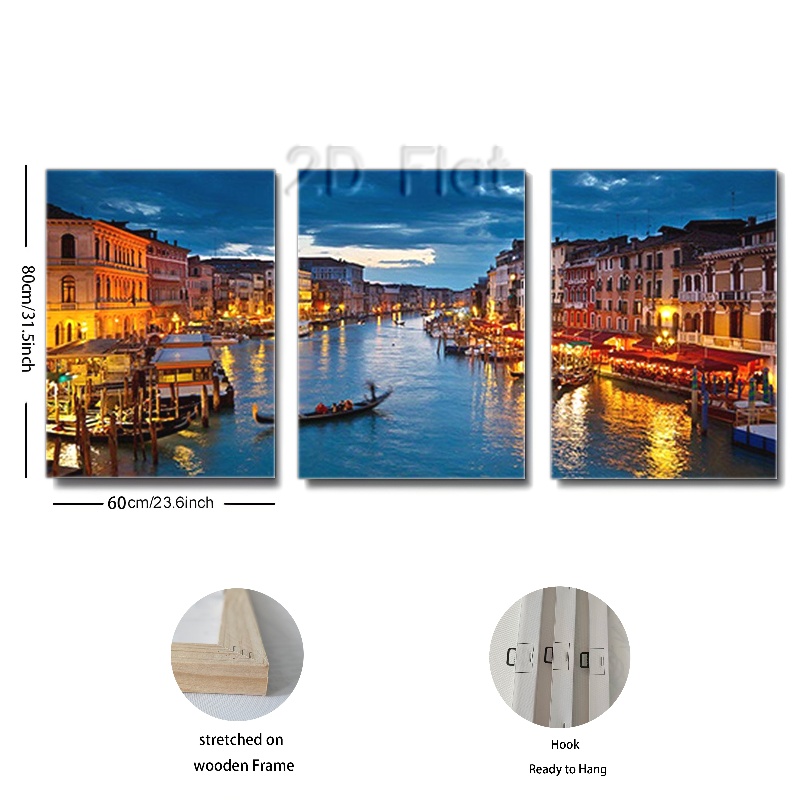 2D Flat
80cm/31.5inch
60cm/23.6inch
stretched on
wooden Frame
Hook
Ready to Hang